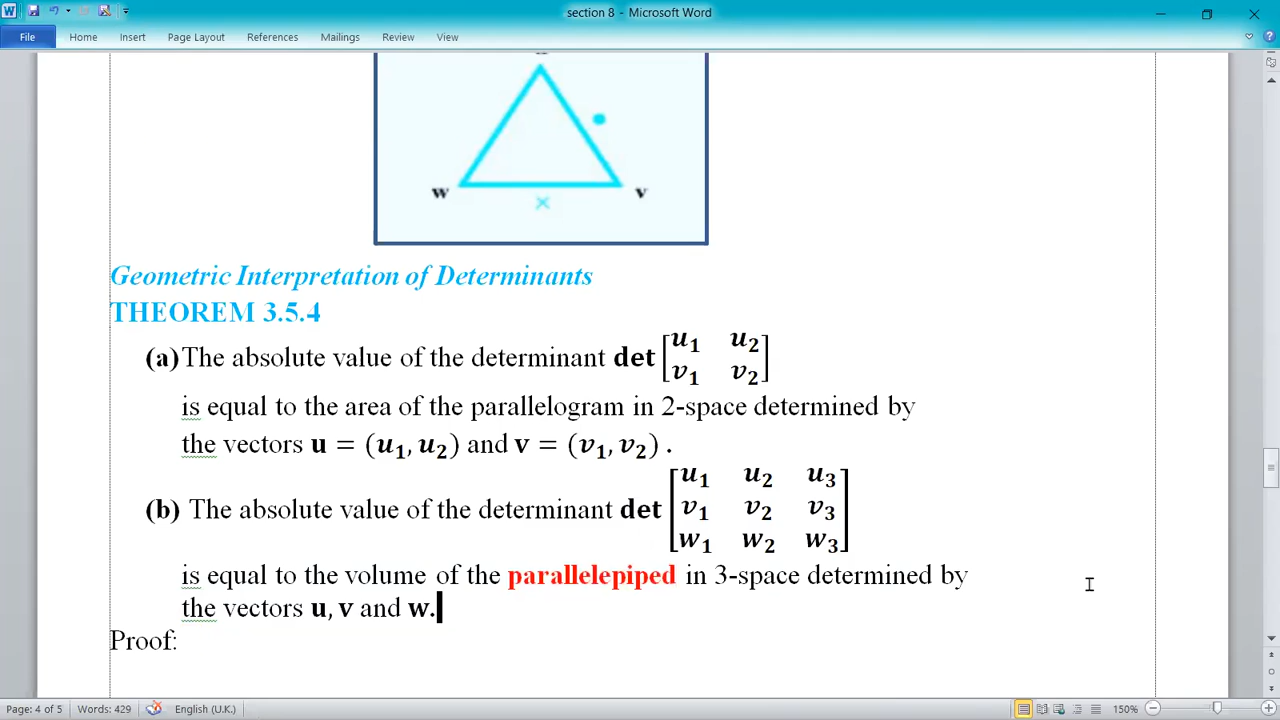 section 8 - Microsoft Word
File Home Insert Page Layout References Mailings Review View
w v
×
Geometric Interpretation of Determinants
THEOREM 3.5.4
(a) The absolute value of the determinant det [u₁ u₂
v₁ v₂]
is equal to the area of the parallelogram in 2-space determined by
the vectors u = (u₁, u₂) and v = (v₁, v₂) .
(b) The absolute value of the determinant det [u₁ u₂ u₃
v₁ v₂ v₃
w₁ w₂ w₃]
is equal to the volume of the parallelepiped in 3-space determined by
the vectors u, v and w.
Proof:
Page: 4 of 5 Words: 429 English (U.K.) 150%